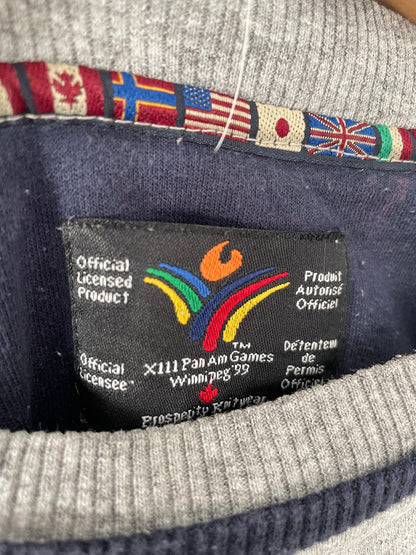 Official
Licensed
Product
Produit
Autorisé
Officiel
TM
XIII Pan Am Games
Winnipeg '99
Official
Licensee
Détenteur
de
Permis
Officiel
Prosperity Knitwear